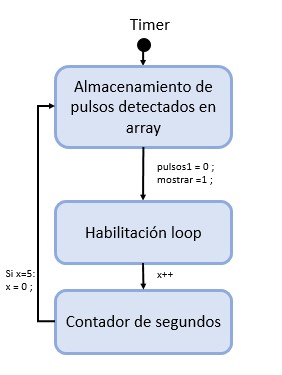 Timer
Almacenamiento de
pulsos detectados en
array
pulsos1 = 0 ;
mostrar =1 ;
Habilitación loop
x++
Si x=5:
x = 0 ;
Contador de segundos